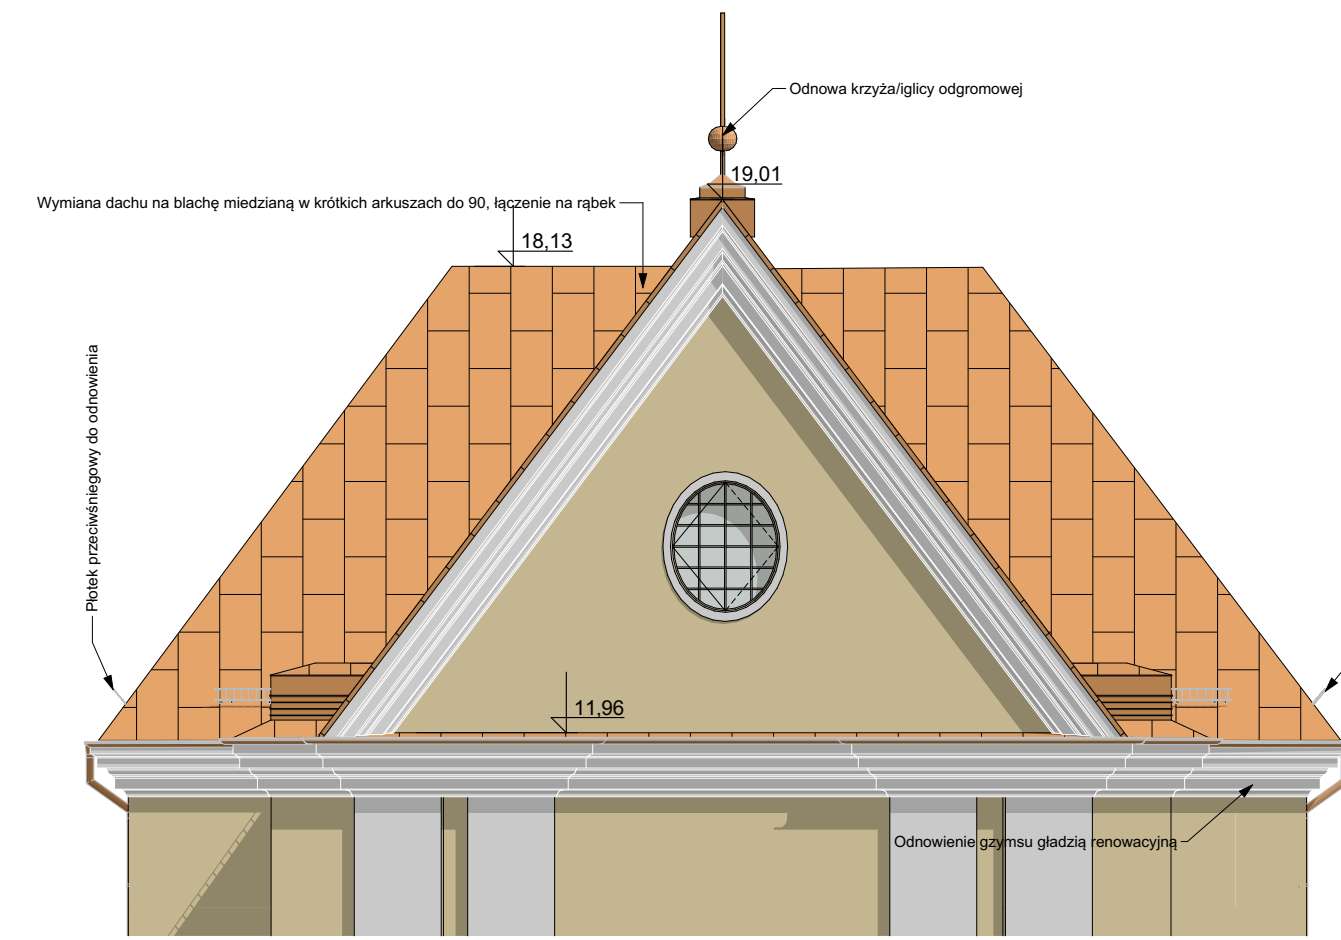 Odnowa krzyża/iglicy odgromowej
19,01
Wymiana dachu na blachę miedzianą w krótkich arkuszach do 90, łączenie na rąbek
18,13
Płotek przeciwśniegowy do odnowienia
11,96
Odnowienie gzymsu gładzią renowacyjną